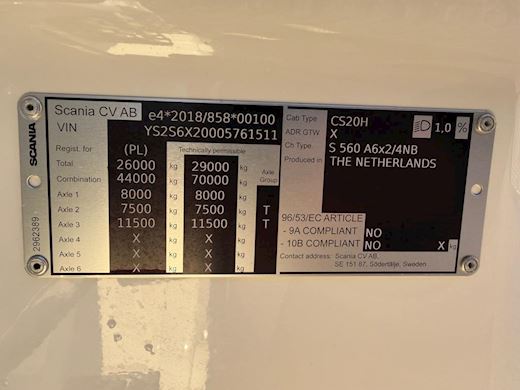 Scania CV AB e4*2018/858*00100
VIN YS2S6X20005761511
Regist. for (PL) Technically permissible
Total 26000 kg 29000 kg Axle Group
Combination 44000 kg 70000 kg
Axle 1 8000 8000
Axle 2 7500 kg 7500 kg T
Axle 3 11500 kg 11500 kg T
Axle 4 X kg X kg
Axle 5 X X
Axle 6 X kg X kg
Cab Type CS20H 1,0 %
ADR GTW X
Ch Type S 560 A6x2/4NB
Produced in THE NETHERLANDS
96/53/EC ARTICLE
- 9A COMPLIANT NO
- 10B COMPLIANT NO X kg
Contact address: Scania CV AB,
SE 151 87, Södertälje, Sweden
SCANIA
2962389